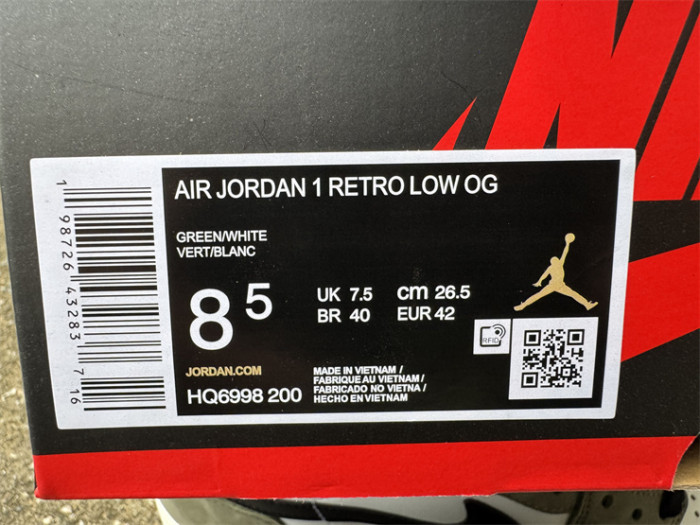 AIR JORDAN 1 RETRO LOW OG
GREEN/WHITE
VERT/BLANC
8 5
UK 7.5 cm 26.5
BR 40 EUR 42
RFID
JORDAN.COM
HQ6998 200
MADE IN VIETNAM /
FABRIQUE AU VIETNAM /
FABRICADO NO VIETNA /
HECHO EN VIETNAM
1 98726 43283 7 16